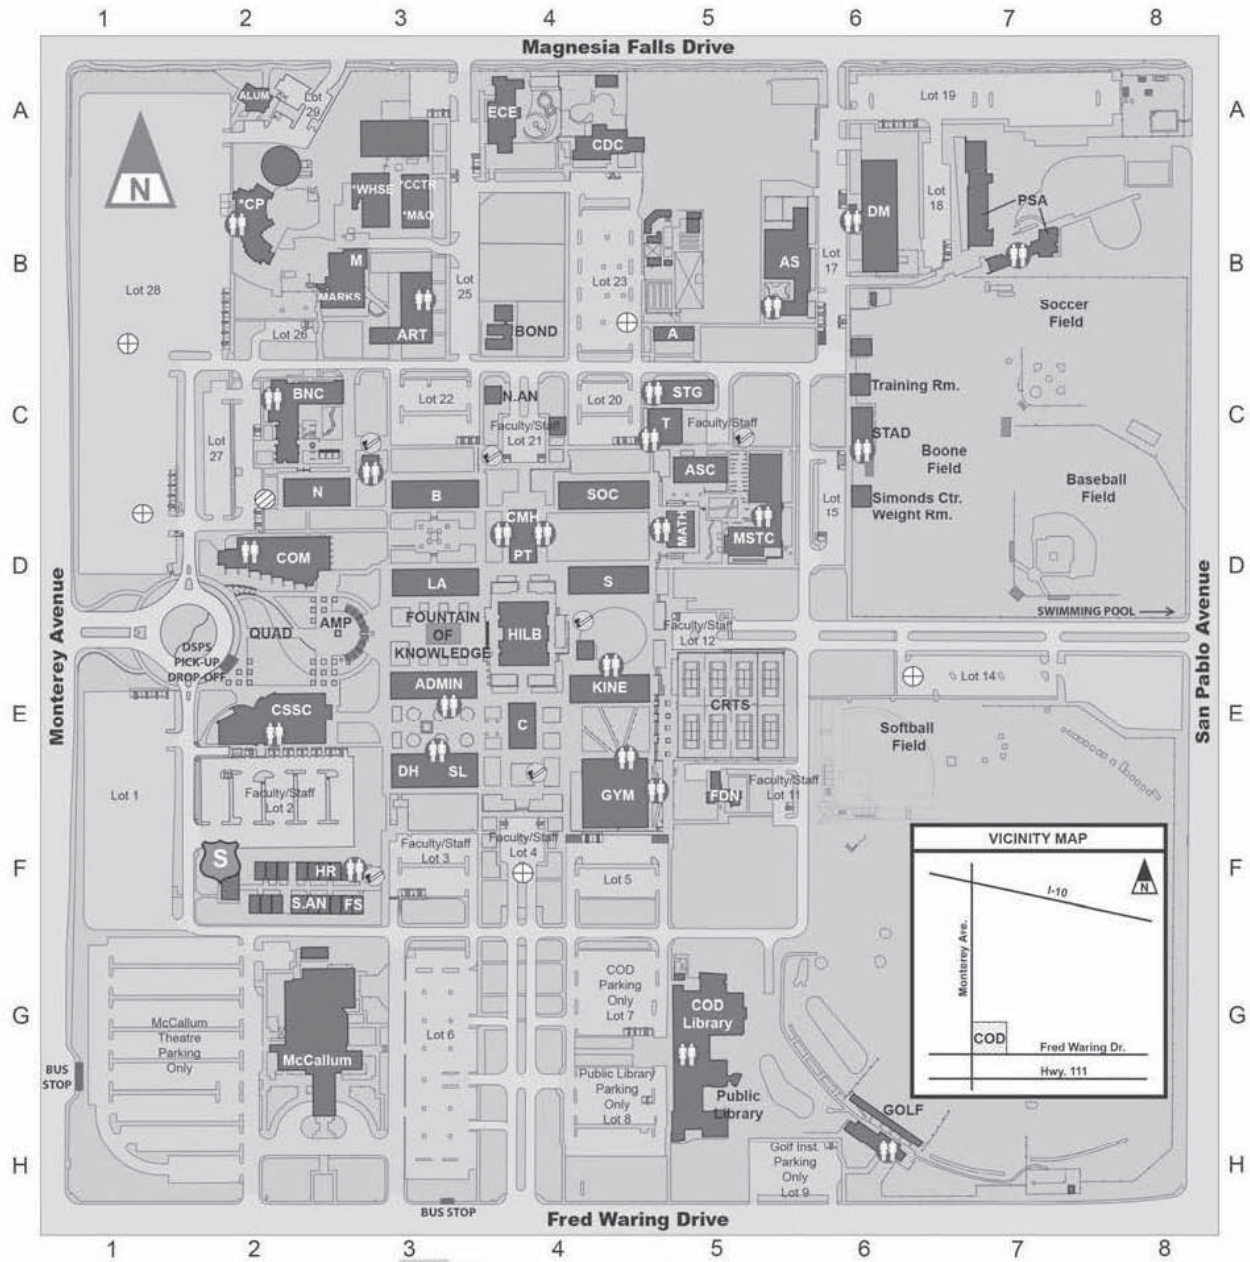 1 2 3 4 5 6 7 8
Magnesia Falls Drive
A
A
ALUM
Lot
29
ECE
CDC
Lot 19
N
*CP
*WHSE
*CCTR
*M&O
DM
Lot
18
PSA
B
B
Lot 28
M
MARKS
Lot
25
Lot 23
AS
Lot
17
Soccer
Field
Lot 26
ART
BOND
A
C
C
BNC
Lot 22
N.AN
Lot 20
STG
Training Rm.
Faculty/Staff
Lot 21
T
Faculty/Staff
Lot
27
STAD
Boone
Field
ASC
Baseball
Field
N
B
SOC
Lot
15
Simonds Ctr.
Weight Rm.
CMH
PT
MATH
MSTC
D
D
COM
LA
S
Monterey Avenue
San Pablo Avenue
SWIMMING POOL
QUAD
AMP
FOUNTAIN
OF
KNOWLEDGE
HILB
Faculty/Staff
Lot 12
DSPS
PICK-UP
DROP-OFF
E
E
ADMIN
KINE
Lot 14
CSSC
C
CRTS
Softball
Field
Lot 1
DH
SL
GYM
FDN
Faculty/Staff
Lot 11
Faculty/Staff
Lot 2
F
F
S
HR
S.AN
FS
Faculty/Staff
Lot 3
Faculty/Staff
Lot 4
Lot 5
VICINITY MAP
N
I-10
Monterey Ave.
COD
Fred Waring Dr.
Hwy. 111
G
G
McCallum
Theatre
Parking
Only
McCallum
Lot 6
COD
Parking
Only
Lot 7
COD
Library
BUS
STOP
Public Library
Parking
Only
Lot 8
Public
Library
GOLF
H
H
Golf Inst.
Parking
Only
Lot 9
BUS STOP
Fred Waring Drive
1 2 3 4 5 6 7 8